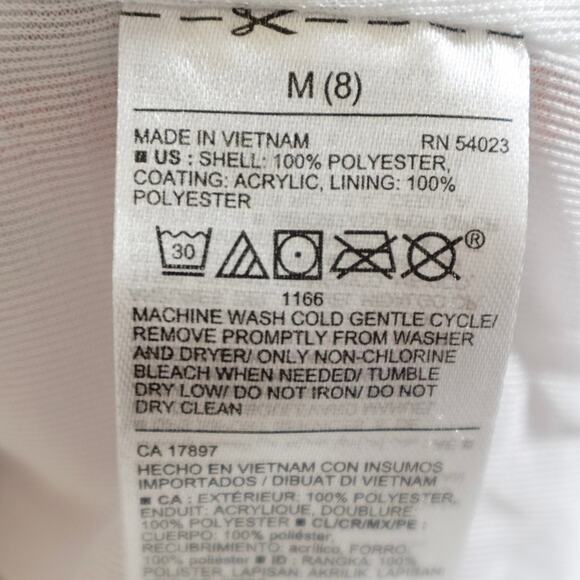 M (8)
MADE IN VIETNAM RN 54023
US : SHELL: 100% POLYESTER,
COATING: ACRYLIC, LINING: 100%
POLYESTER
30 ®
1166
MACHINE WASH COLD GENTLE CYCLE/
REMOVE PROMPTLY FROM WASHER
AND DRYER/ ONLY NON-CHLORINE
BLEACH WHEN NEEDED/ TUMBLE
DRY LOW/ DO NOT IRON/ DO NOT
DRY CLEAN
CA 17897
HECHO EN VIETNAM CON INSUMOS
IMPORTADOS / DIBUAT DI VIETNAM
CA : EXTÉRIEUR: 100% POLYESTER,
ENDUIT: ACRYLIQUE, DOUBLURE:
100% POLYESTER CL/CR/MX/PE :
CUERPO: 100% poliéster,
RECUBRIMIENTO: acrílico, FORRO:
100% poliéster ID : RANGKA: 100%
POLISTER, LAPISAN: AKRILIK, LAPISAN